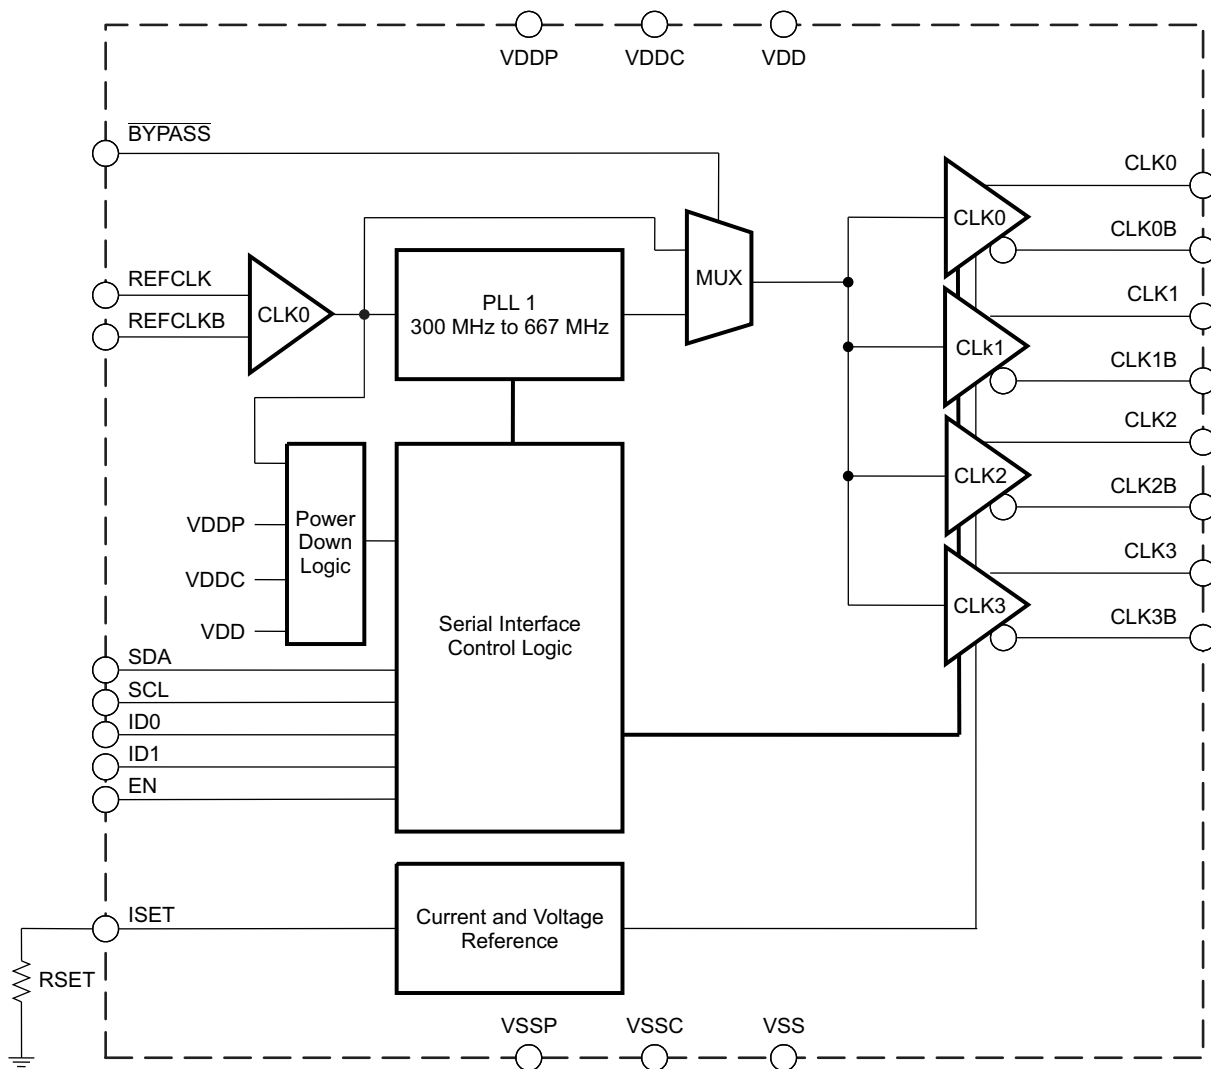 VDDP
VDDC
VDD
BYPASS
REFCLK
REFCLKB
CLK0
PLL 1
300 MHz to 667 MHz
MUX
CLK0
CLK0
CLK0B
CLk1
CLK1
CLK1B
CLK2
CLK2
CLK2B
CLK3
CLK3
CLK3B
VDDP
VDDC
VDD
Power
Down
Logic
Serial Interface
Control Logic
SDA
SCL
ID0
ID1
EN
ISET
RSET
Current and Voltage
Reference
VSSP
VSSC
VSS